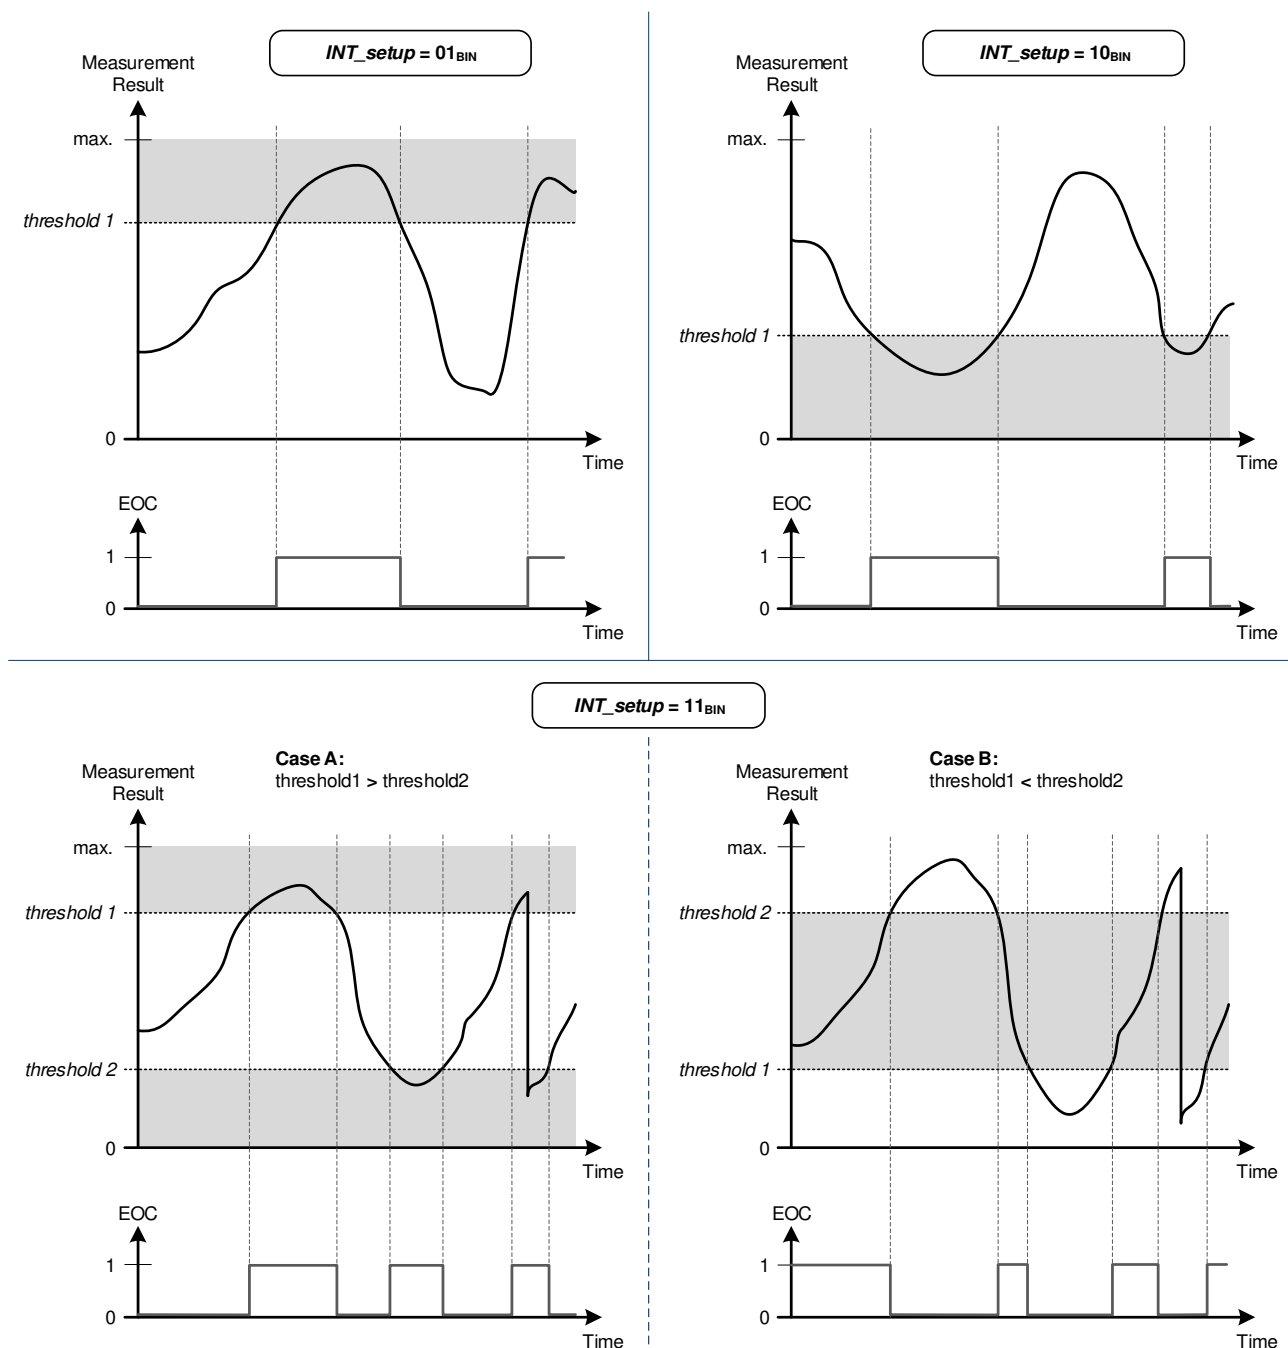 INT_setup = 01BIN
Measurement
Result
max.
threshold 1
0
Time
EOC
1
0
Time
INT_setup = 10BIN
Measurement
Result
max.
threshold 1
0
Time
EOC
1
0
Time
INT_setup = 11BIN
Case A:
threshold1 > threshold2
Measurement
Result
max.
threshold 1
threshold 2
0
Time
EOC
1
0
Time
Case B:
threshold1 < threshold2
Measurement
Result
max.
threshold 2
threshold 1
0
Time
EOC
1
0
Time